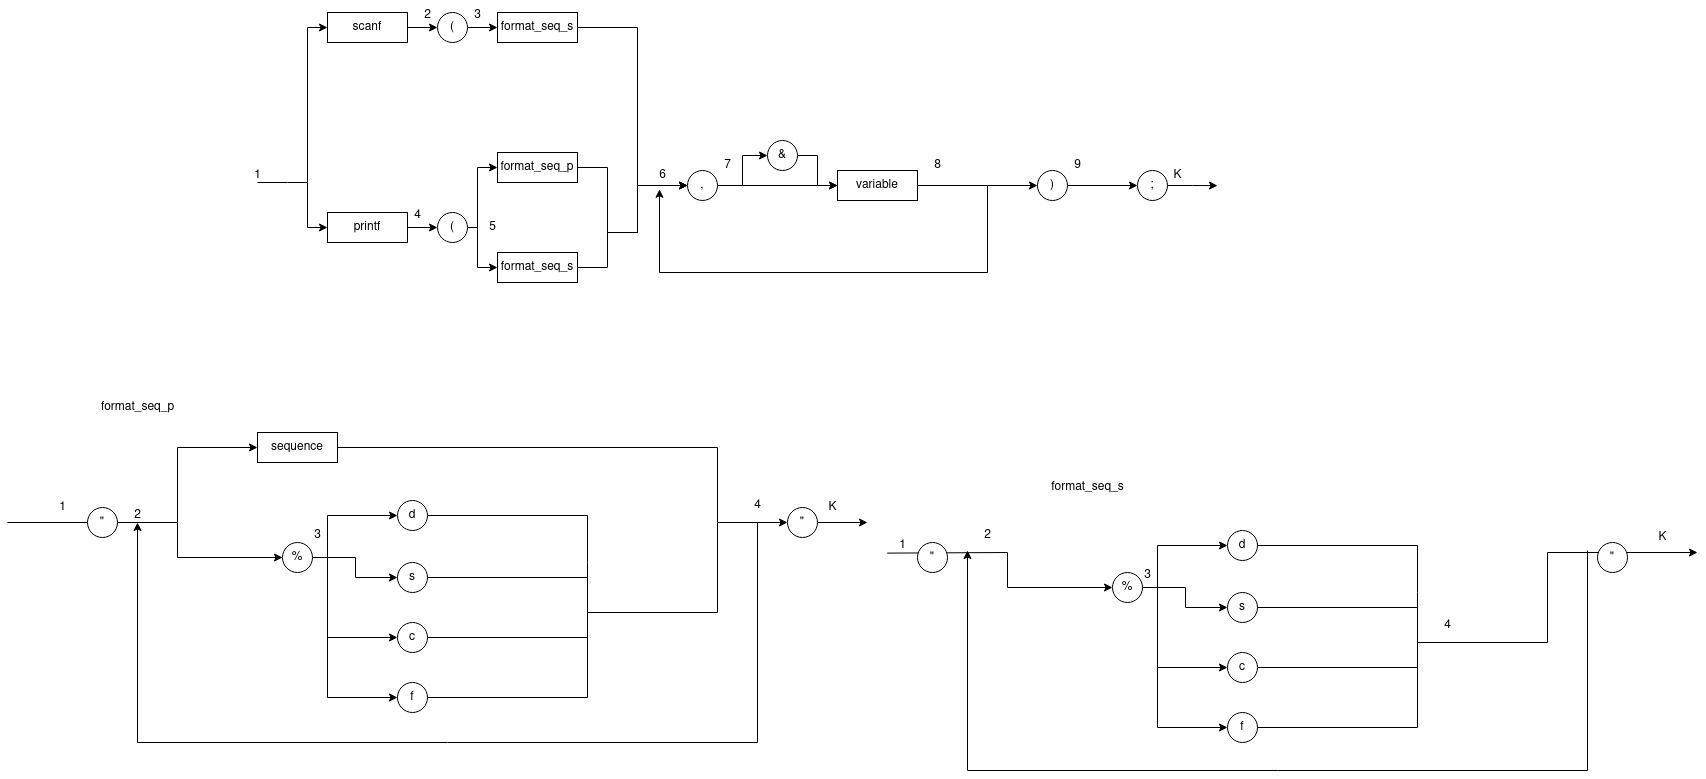 scanf 2 ( 3 format_seq_s
1
format_seq_p
6 , 7 & variable 8 ) 9 ; K
printf 4 ( 5
format_seq_s
format_seq_p
sequence
1 " 2
4 " K
% 3
d
s
c
f
format_seq_s
1 " 2
% 3
d
s
c
f
4
" K